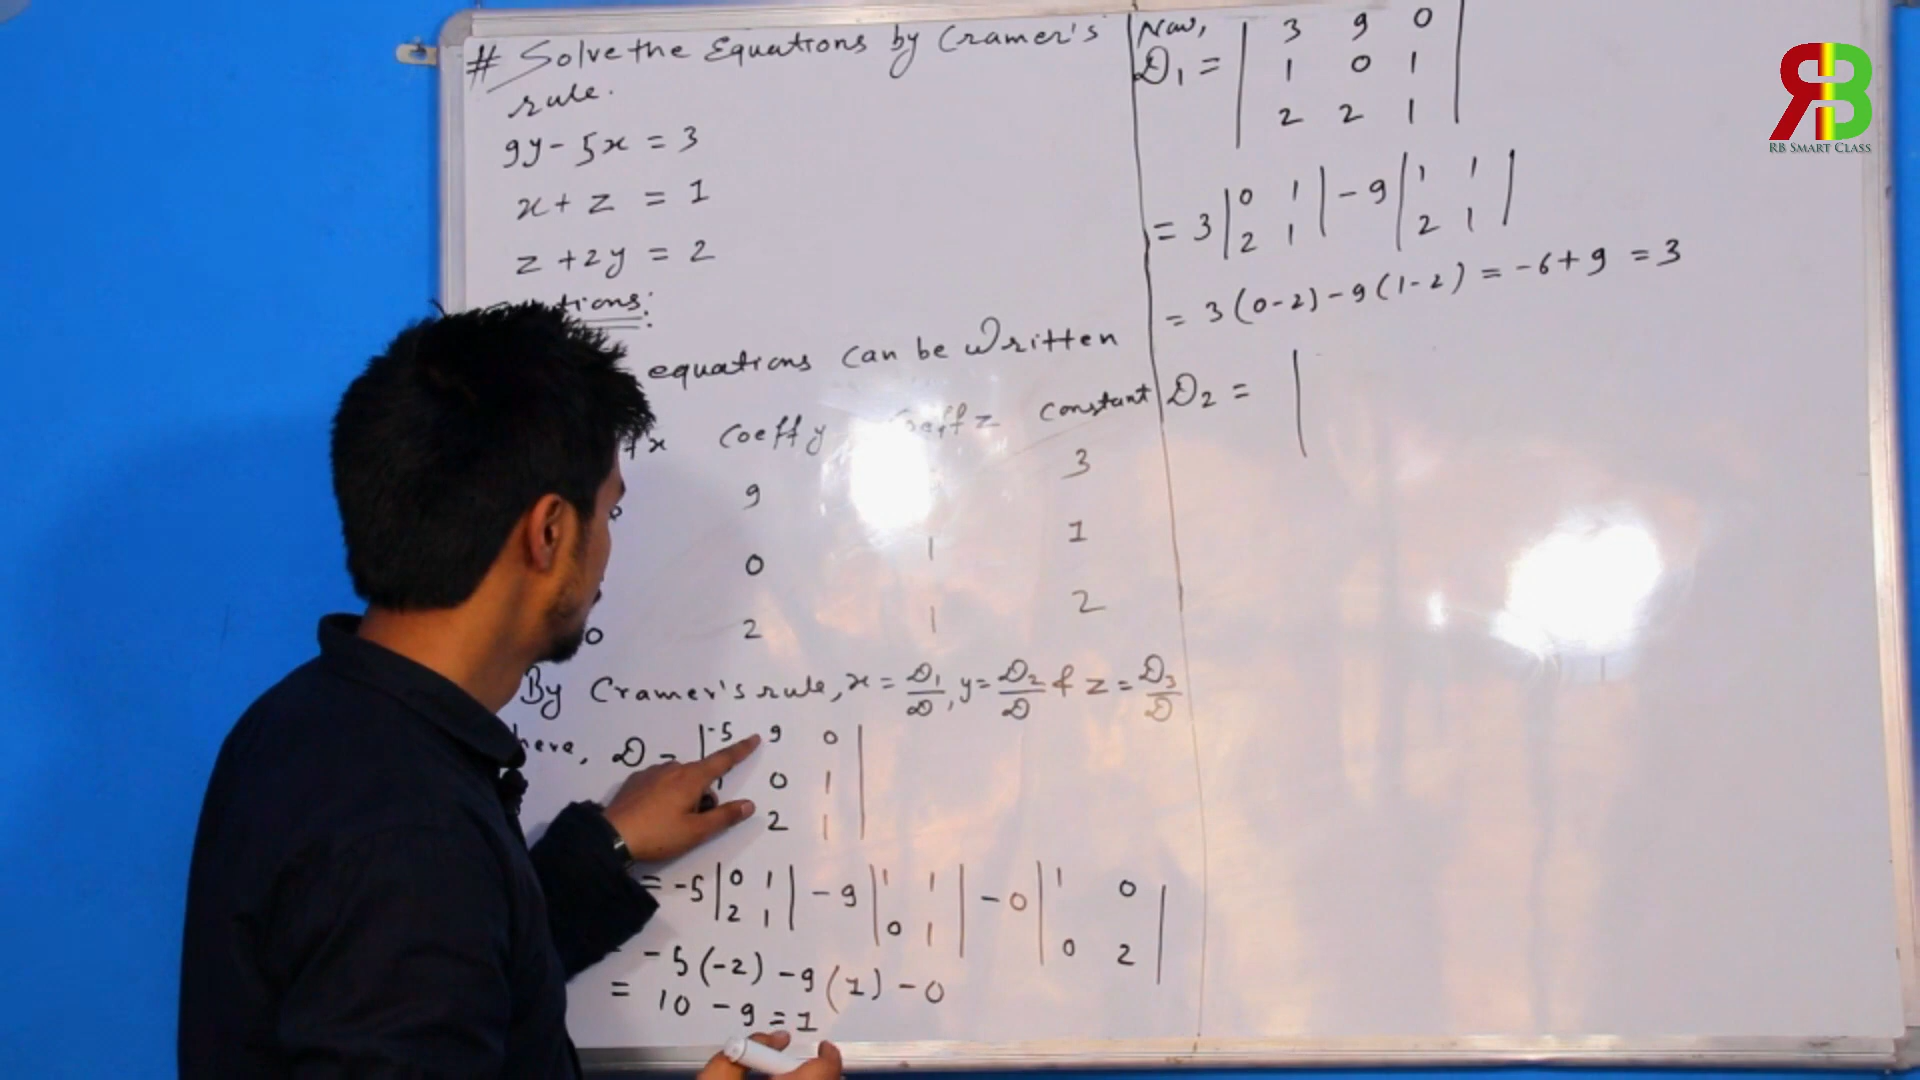 # Solve the Equations by Cramer's
rule.
9y - 5x = 3
x + z = 1
z + 2y = 2
tions:
equations can be written
f x coeff y coeff z constant
9 3
0 1 1
0 2 1 2
By Cramer's rule, x = D1/D, y = D2/D & z = D3/D
here, D = | -5 9 0 |
0 1
2 1
= -5 | 0 1 | - 9 | 1 1 | - 0 | 1 0 |
2 1 0 1 0 2
= -5(-2) - 9(1) - 0
= 10 - 9 = 1
Now,
D1 = | 3 9 0 |
1 0 1
2 2 1
= 3 | 0 1 | - 9 | 1 1 |
2 1 2 1
= 3(0-2) - 9(1-2) = -6 + 9 = 3
D2 = |
RB
RB SMART CLASS